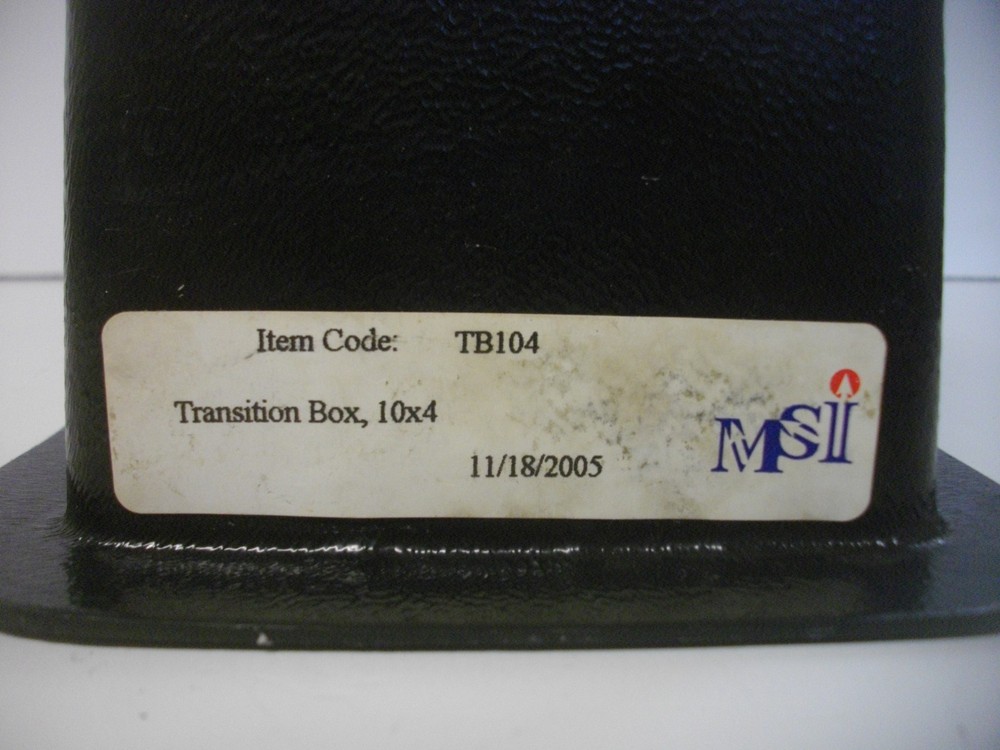 Item Code: TB104
Transition Box, 10x4
11/18/2005
MSI